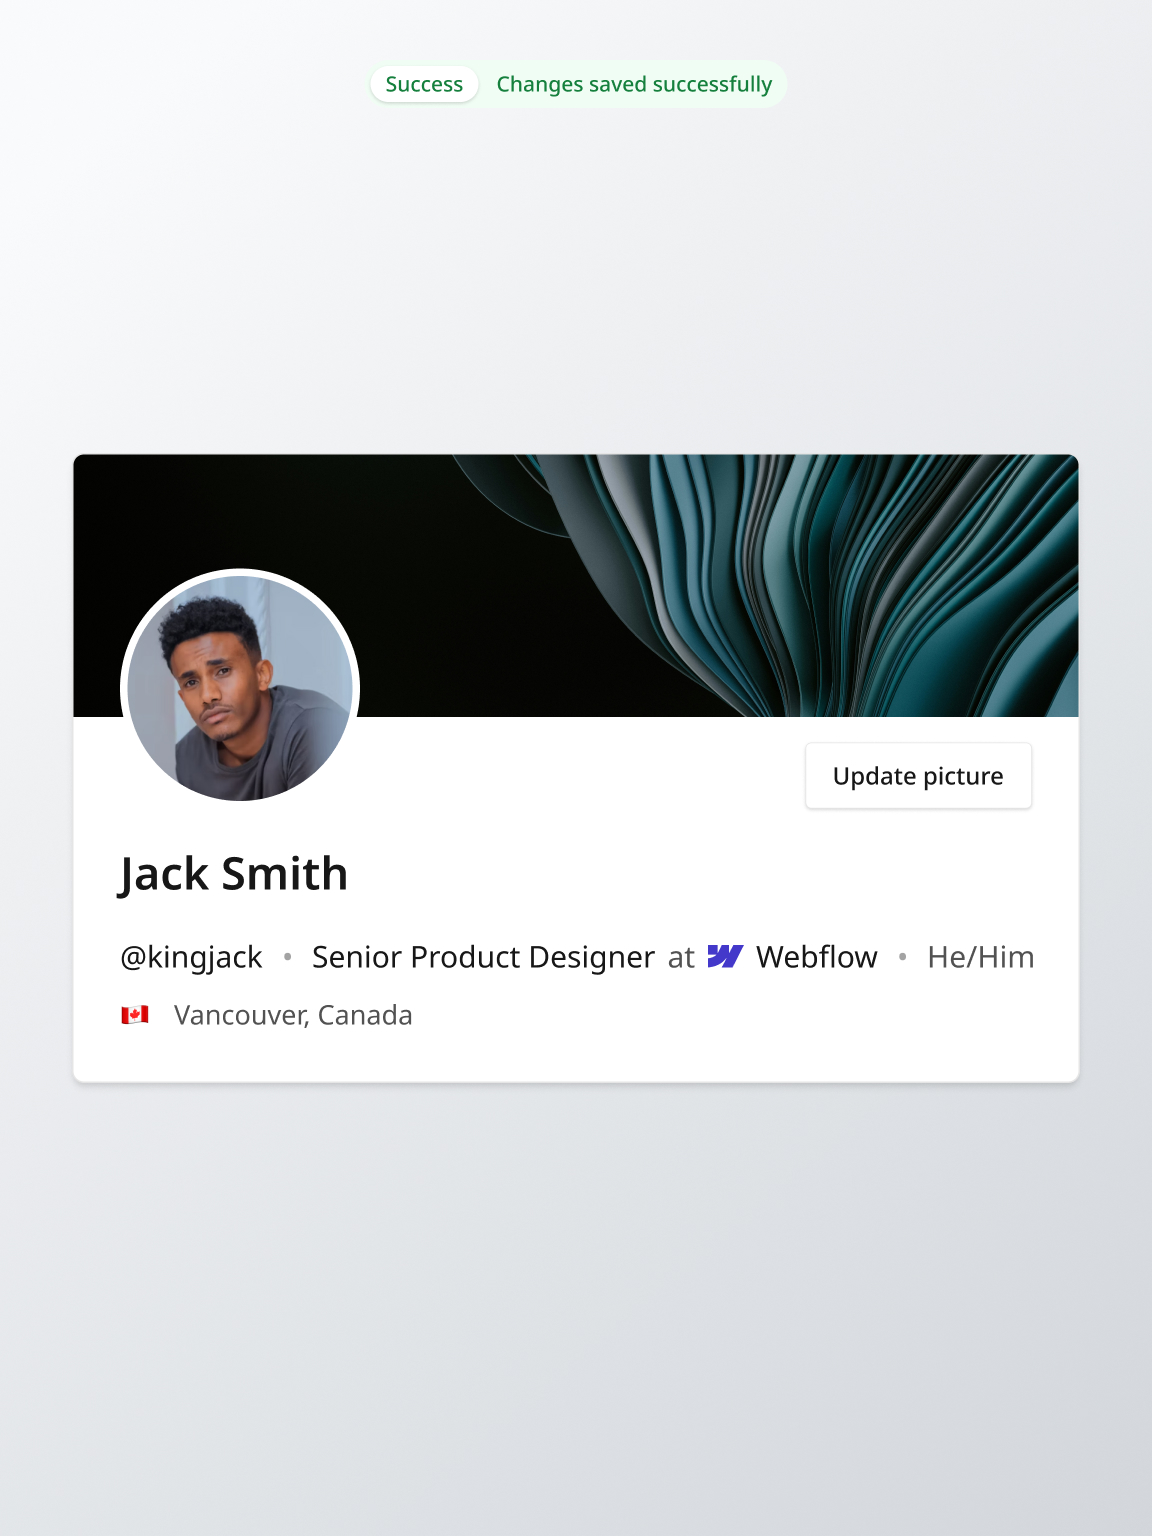 Success Changes saved successfully
Update picture
Jack Smith
@kingjack • Senior Product Designer at Webflow • He/Him
Vancouver, Canada